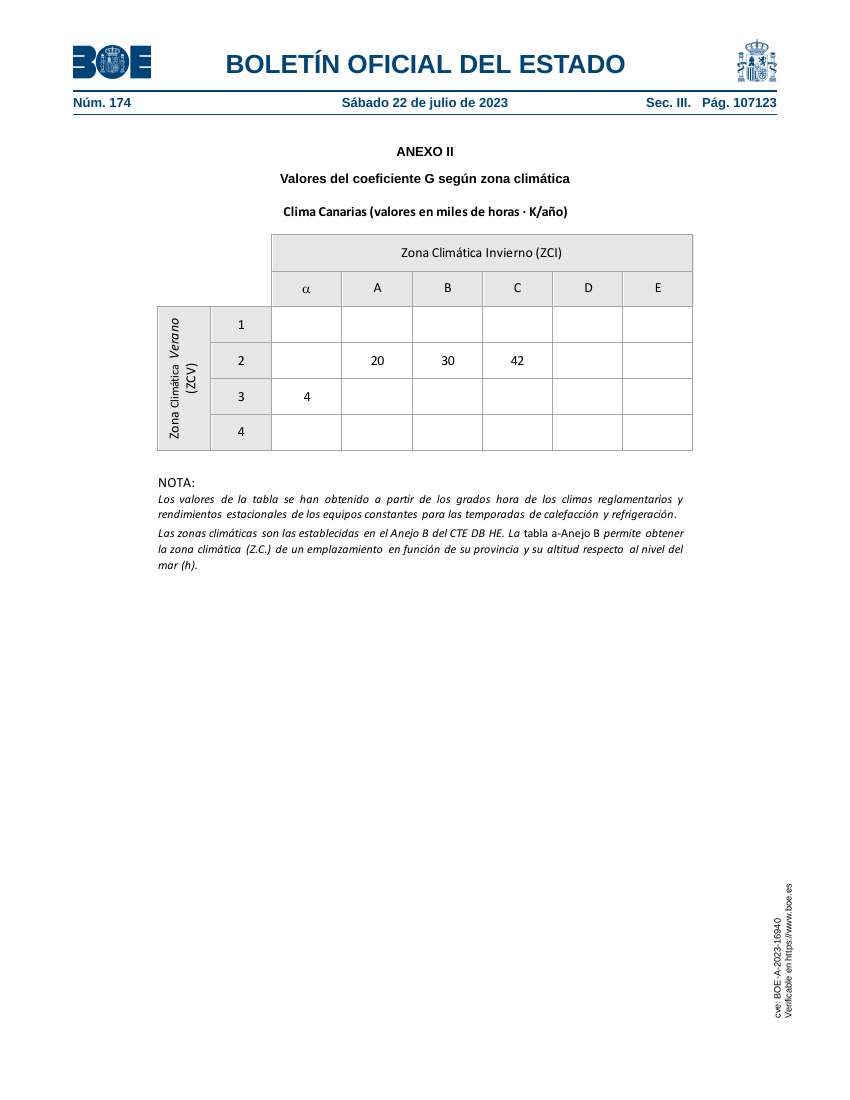 BOE
BOLETÍN OFICIAL DEL ESTADO
Núm. 174 Sábado 22 de julio de 2023 Sec. III. Pág. 107123
ANEXO II
Valores del coeficiente G según zona climática
Clima Canarias (valores en miles de horas · K/año)
Zona Climática Invierno (ZCI)
α A B C D E
Zona Climática Verano
(ZCV)
1
2 20 30 42
3 4
4
NOTA:
Los valores de la tabla se han obtenido a partir de los grados hora de los climas reglamentarios y
rendimientos estacionales de los equipos constantes para las temporadas de calefacción y refrigeración.
Las zonas climáticas son las establecidas en el Anejo B del CTE DB HE. La tabla a-Anejo B permite obtener
la zona climática (Z.C.) de un emplazamiento en función de su provincia y su altitud respecto al nivel del
mar (h).
cve: BOE-A-2023-16940
Verificable en https://www.boe.es